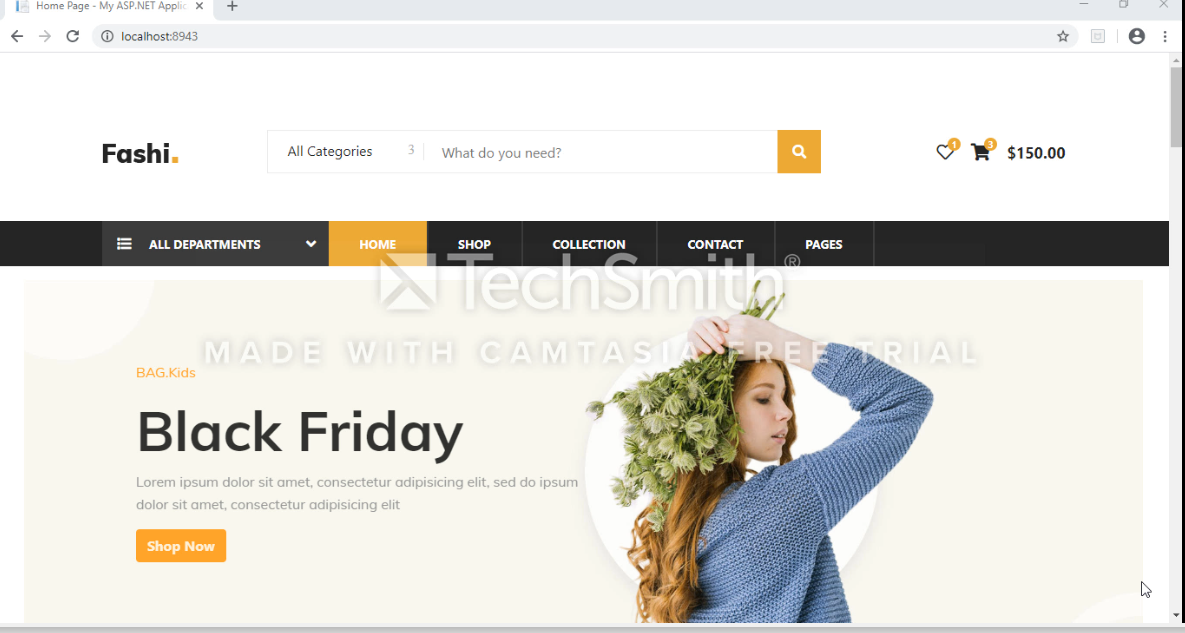 Home Page - My ASP.NET Applic
localhost:8943
Fashi.
All Categories 3
What do you need?
1
3
$150.00
ALL DEPARTMENTS
HOME
SHOP
COLLECTION
CONTACT
PAGES
TechSmith®
MADE WITH CAMTASIA FREE TRIAL
BAG.Kids
Black Friday
Lorem ipsum dolor sit amet, consectetur adipisicing elit, sed do ipsum
dolor sit amet, consectetur adipisicing elit
Shop Now